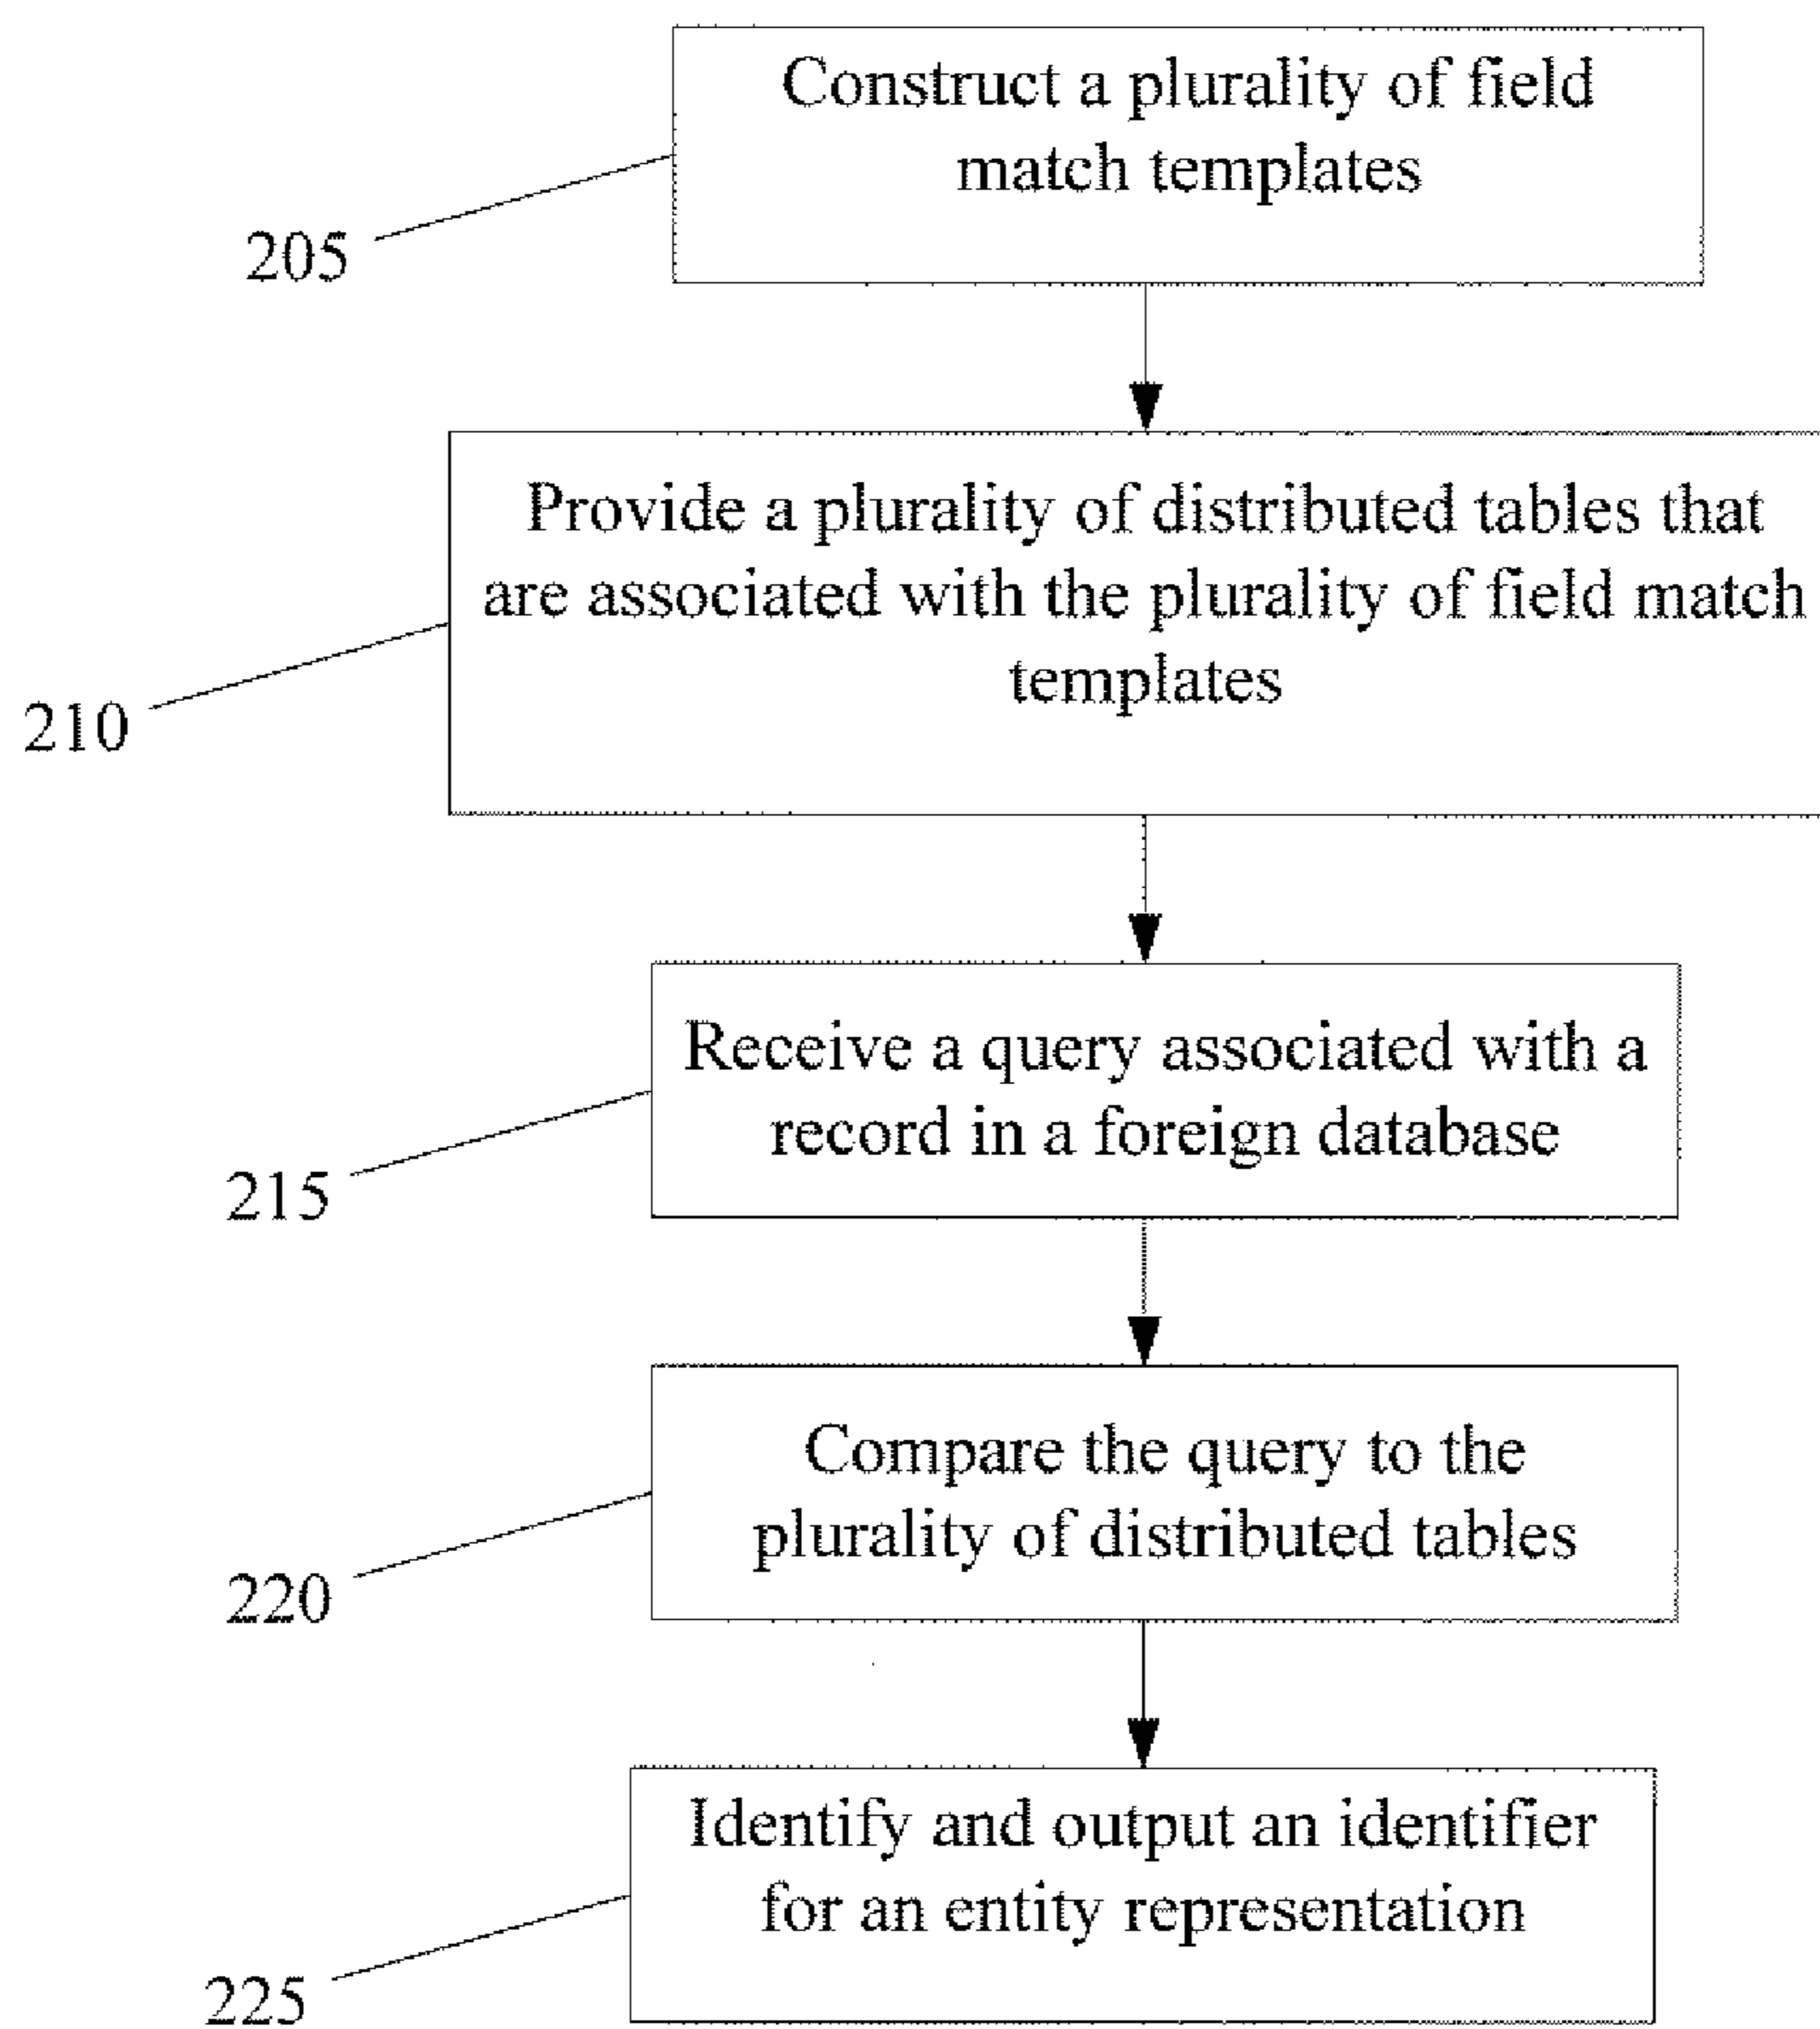 Construct a plurality of field
match templates
205
Provide a plurality of distributed tables that
are associated with the plurality of field match
templates
210
Receive a query associated with a
record in a foreign database
215
Compare the query to the
plurality of distributed tables
220
Identify and output an identifier
for an entity representation
225